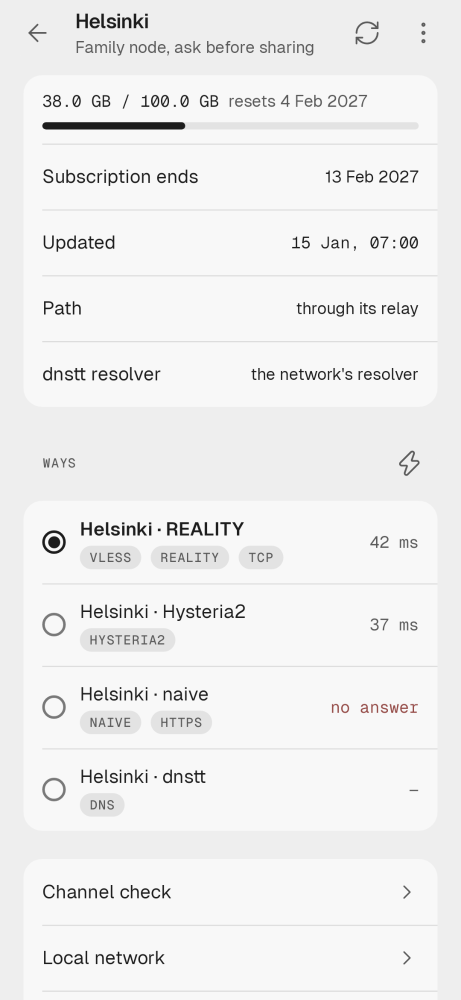 Helsinki
Family node, ask before sharing
38.0 GB / 100.0 GB resets 4 Feb 2027
Subscription ends 13 Feb 2027
Updated 15 Jan, 07:00
Path through its relay
dnstt resolver the network's resolver
WAYS
Helsinki · REALITY
VLESS REALITY TCP
42 ms
Helsinki · Hysteria2
HYSTERIA2
37 ms
Helsinki · naive
NAIVE HTTPS
no answer
Helsinki · dnstt
DNS
–
Channel check
Local network